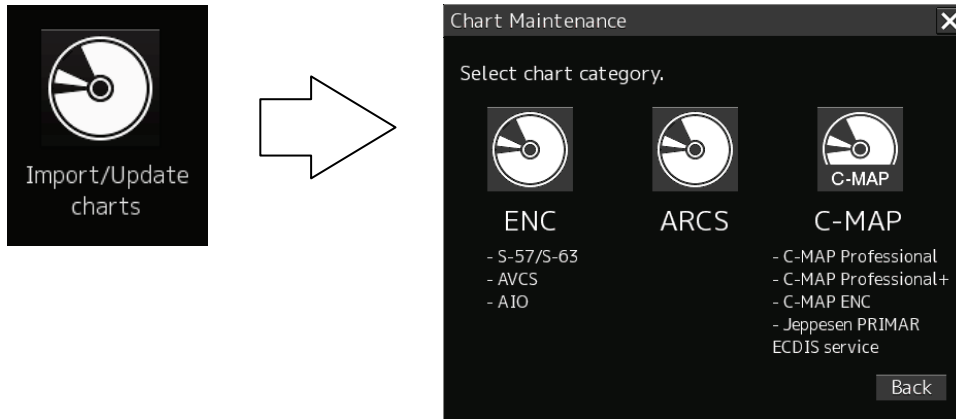 Import/Update
charts
Chart Maintenance
Select chart category.
C-MAP
ENC
ARCS
C-MAP
- S-57/S-63
- AVCS
- AIO
- C-MAP Professional
- C-MAP Professional+
- C-MAP ENC
- Jeppesen PRIMAR
ECDIS service
Back